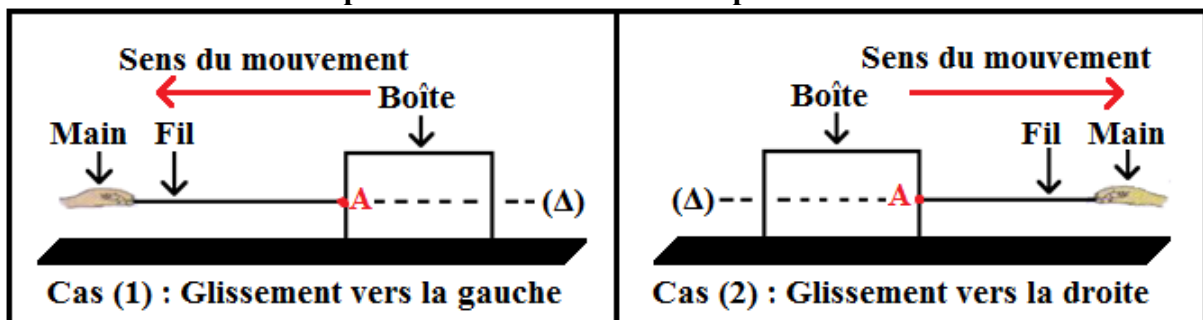 Sens du mouvement
Boîte
Main Fil
A
(Δ)
Cas (1) : Glissement vers la gauche
Sens du mouvement
Boîte
Fil Main
(Δ)
A
Cas (2) : Glissement vers la droite